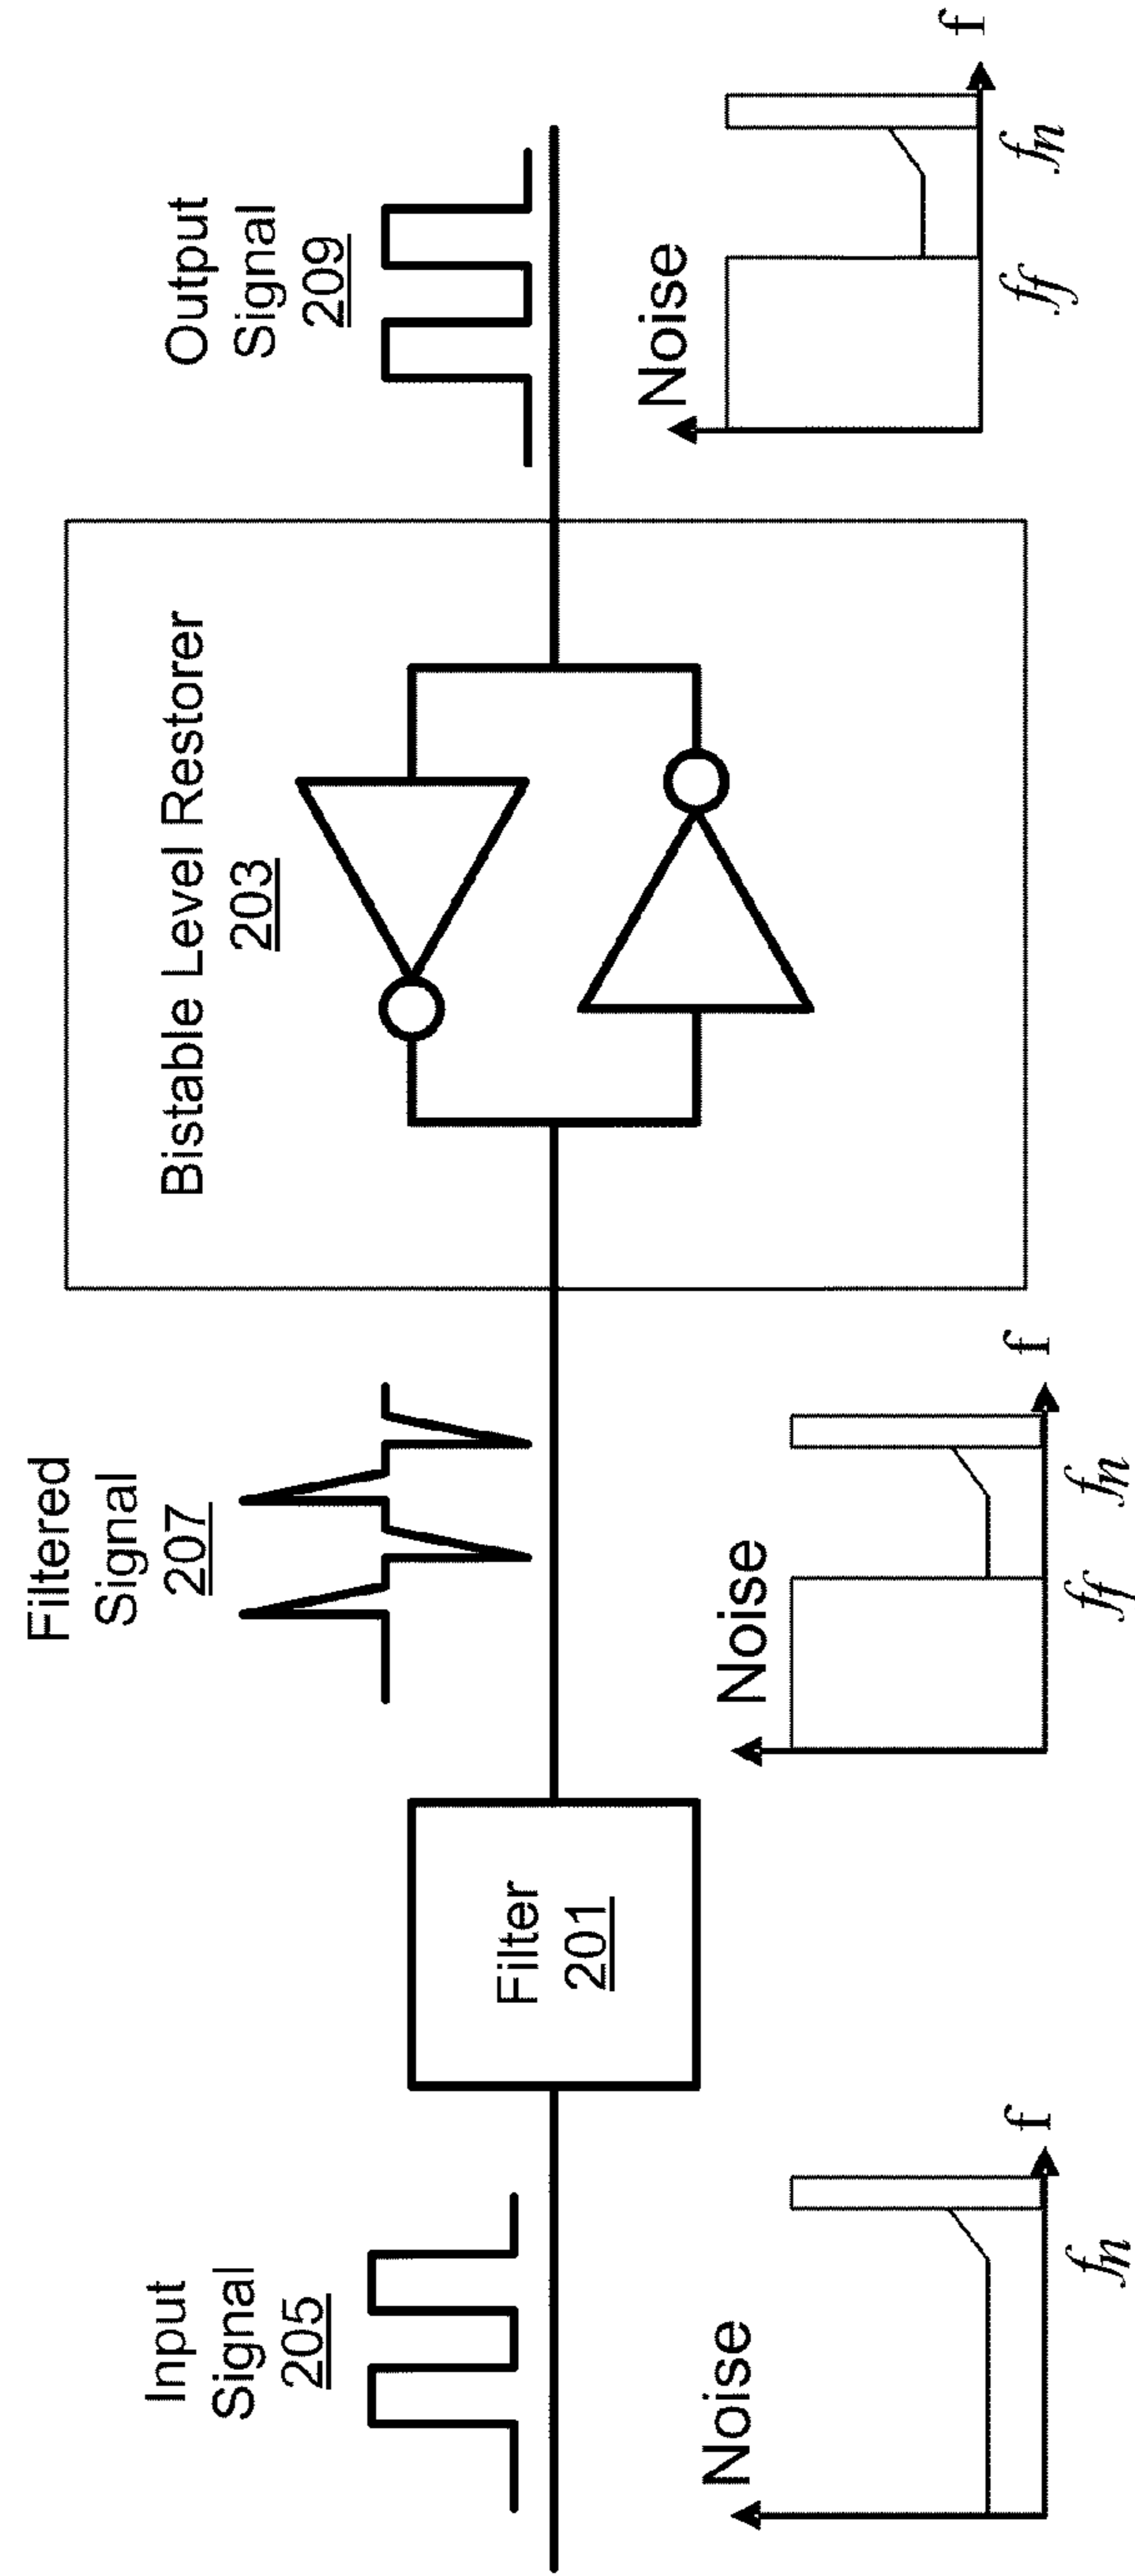 Input
Signal
205
Filter
201
Filtered
Signal
207
Bistable Level Restorer
203
Output
Signal
209
Noise
f
fn
Noise
f
ff
fn
Noise
f
ff
fn